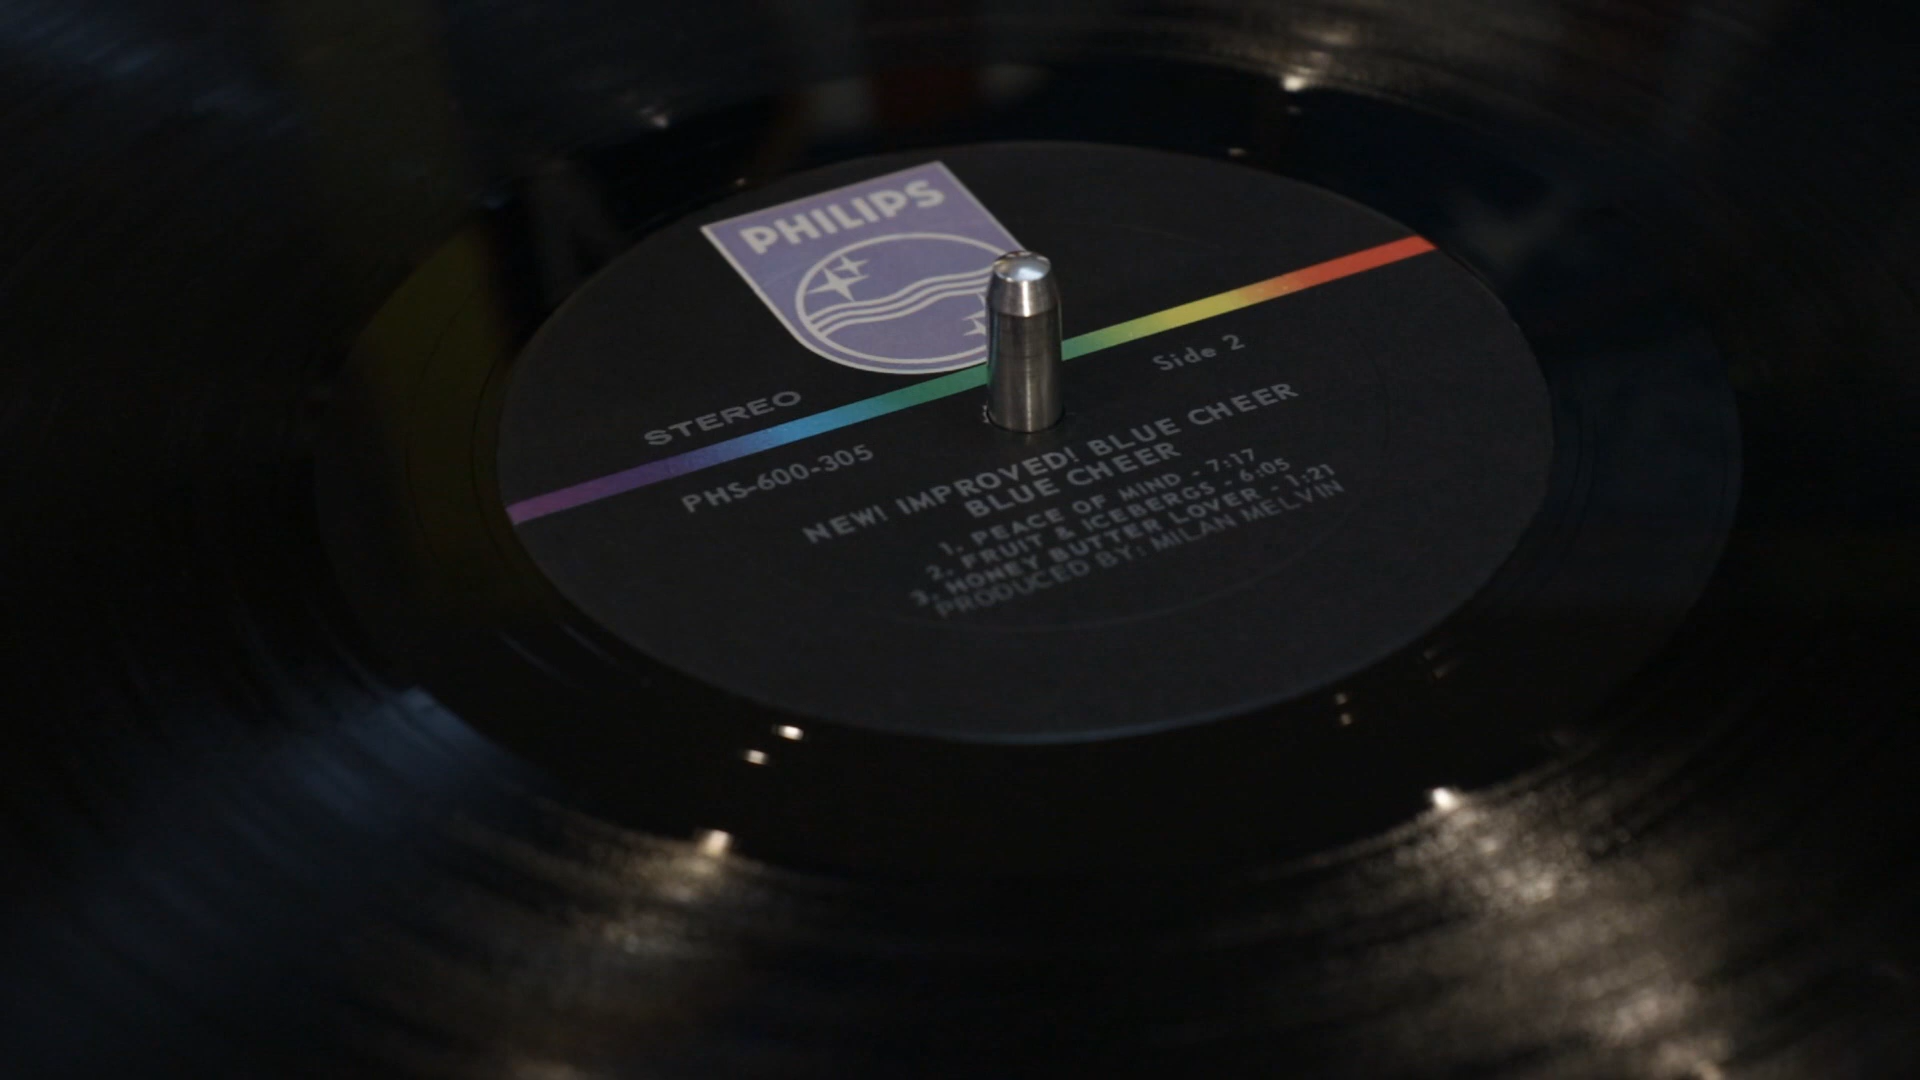 PHILIPS
Side 2
STEREO
PHS-600-305
NEW! IMPROVED! BLUE CHEER
BLUE CHEER
1. PEACE OF MIND - 7:17
2. FRUIT & ICEBERGS - 6:05
3. HONEY BUTTER LOVER - 1:21
PRODUCED BY: MILAN MELVIN